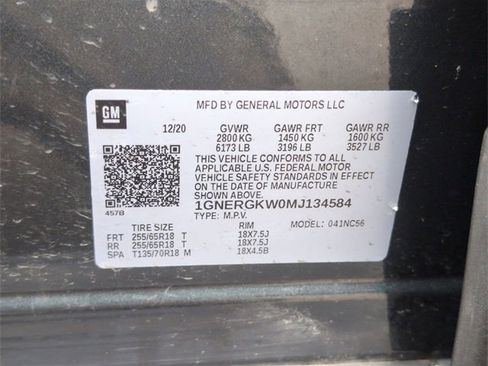 MFD BY GENERAL MOTORS LLC
GM
12/20 GVWR GAWR FRT GAWR RR
2800 KG 1450 KG 1600 KG
6173 LB 3196 LB 3527 LB
THIS VEHICLE CONFORMS TO ALL
APPLICABLE U.S. FEDERAL MOTOR
VEHICLE SAFETY STANDARDS IN EFFECT
ON THE DATE OF MANUFACTURE SHOWN ABOVE.
457B
1GNERGKW0MJ134584
TYPE: M.P.V. MODEL: 041NC56
TIRE SIZE RIM
FRT 255/65R18 T 18X7.5J
RR 255/65R18 T 18X7.5J
SPA T135/70R18 M 18X4.5B